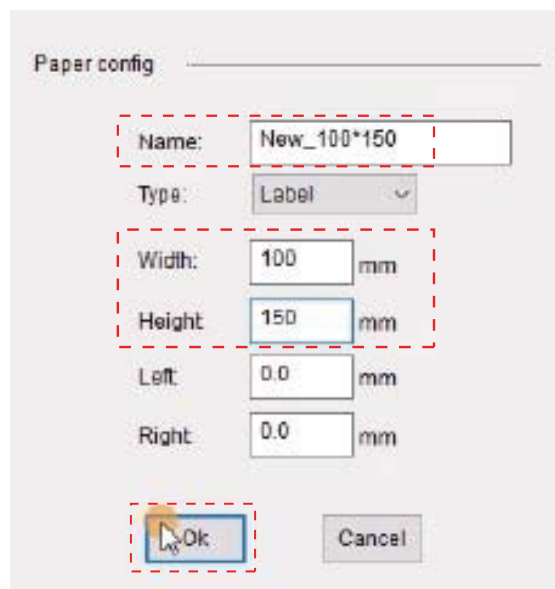 Paper config
Name: New_100*150
Type: Label
Width: 100 mm
Height 150 mm
Left 0.0 mm
Right 0.0 mm
Ok Cancel